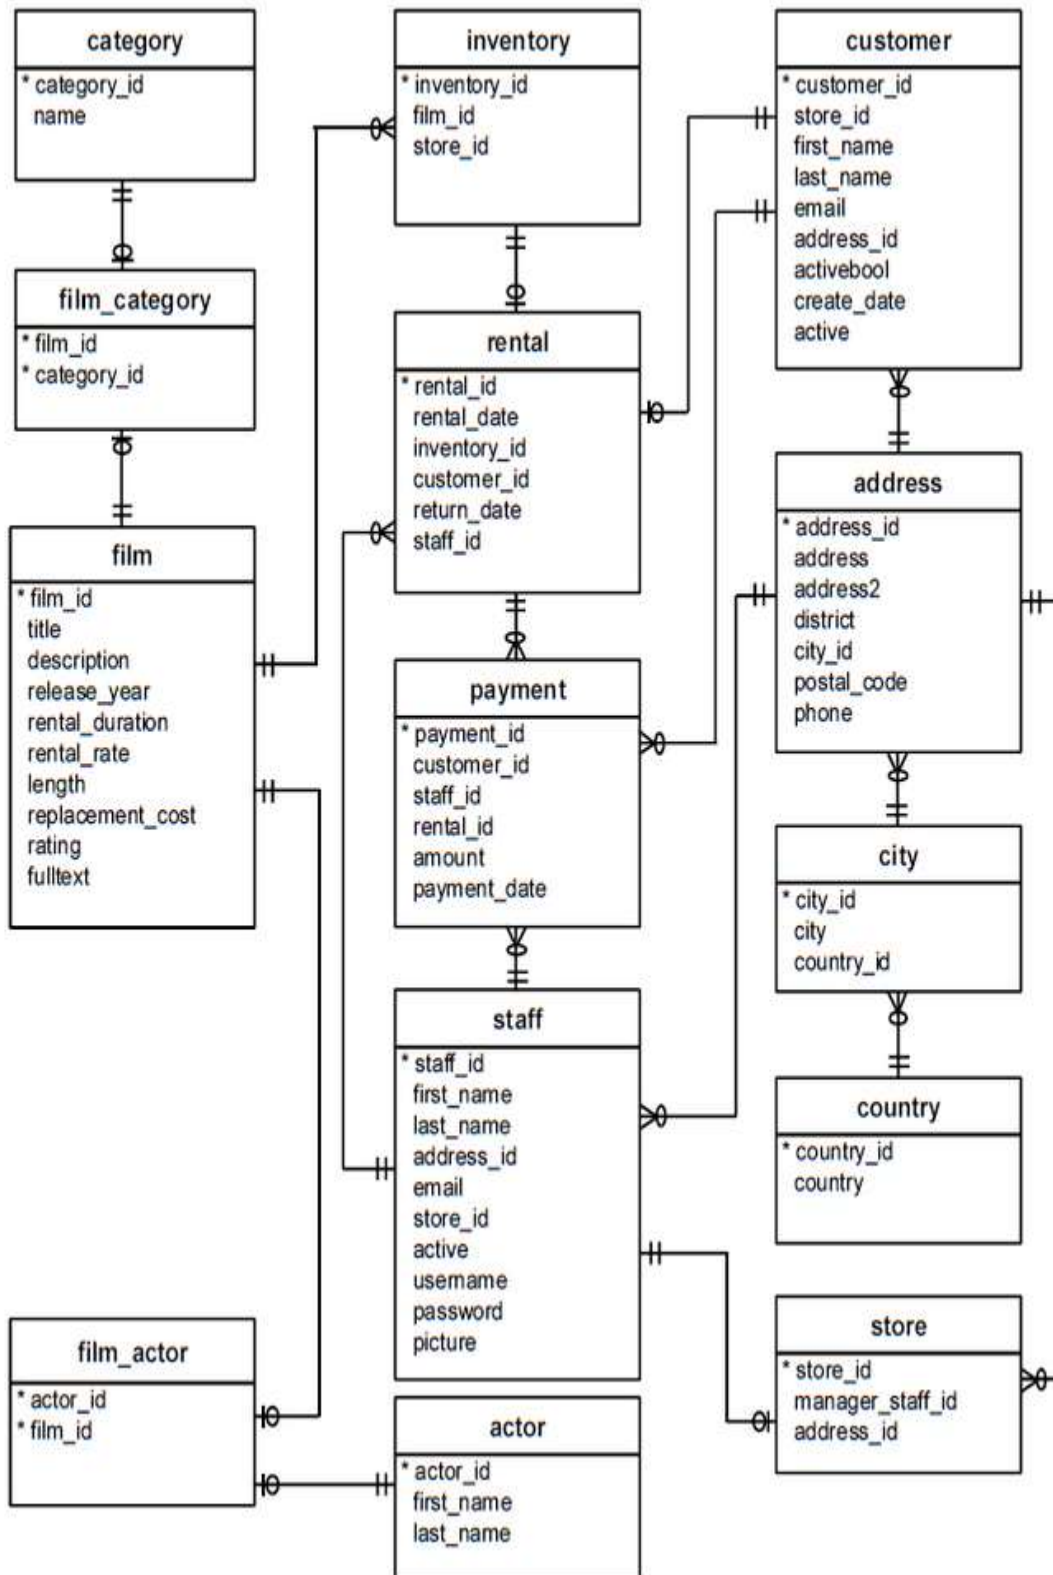 category
* category_id
name
inventory
* inventory_id
film_id
store_id
customer
* customer_id
store_id
first_name
last_name
email
address_id
activebool
create_date
active
film_category
* film_id
* category_id
rental
* rental_id
rental_date
inventory_id
customer_id
return_date
staff_id
address
* address_id
address
address2
district
city_id
postal_code
phone
film
* film_id
title
description
release_year
rental_duration
rental_rate
length
replacement_cost
rating
fulltext
payment
* payment_id
customer_id
staff_id
rental_id
amount
payment_date
city
* city_id
city
country_id
staff
* staff_id
first_name
last_name
address_id
email
store_id
active
username
password
picture
country
* country_id
country
store
* store_id
manager_staff_id
address_id
film_actor
* actor_id
* film_id
actor
* actor_id
first_name
last_name